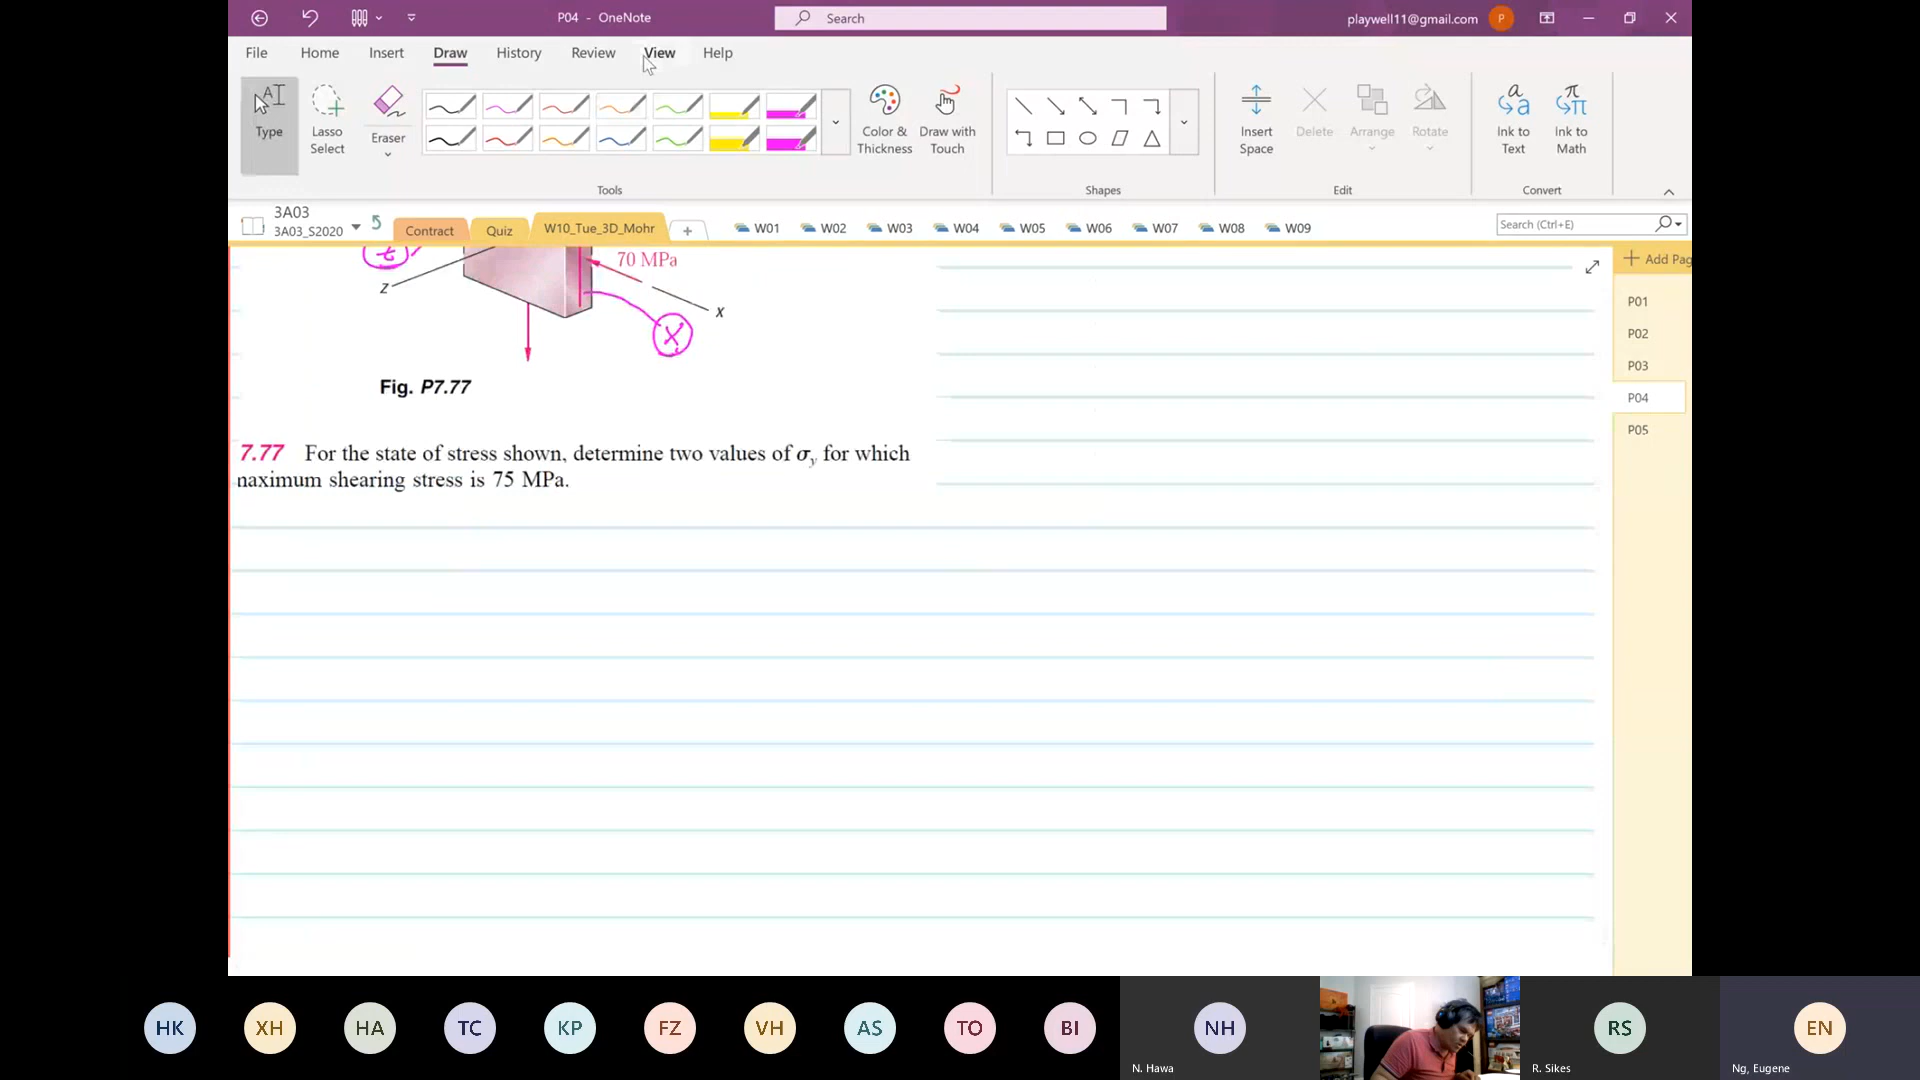 P04 - OneNote
Search
playwell11@gmail.com
P
File
Home
Insert
Draw
History
Review
View
Help
Type
Lasso
Select
Eraser
Color &
Thickness
Draw with
Touch
Insert
Space
Delete
Arrange
Rotate
a
a
Ink to
Text
π
π
Ink to
Math
Tools
Shapes
Edit
Convert
3A03
3A03_S2020
Contract
Quiz
W10_Tue_3D_Mohr
W01
W02
W03
W04
W05
W06
W07
W08
W09
Search (Ctrl+E)
Add Pag
P01
P02
P03
P04
P05
70 MPa
z
x
X
Fig. P7.77
7.77 For the state of stress shown, determine two values of σy for which
maximum shearing stress is 75 MPa.
HK
XH
HA
TC
KP
FZ
VH
AS
TO
BI
NH
N. Hawa
RS
R. Sikes
EN
Ng, Eugene